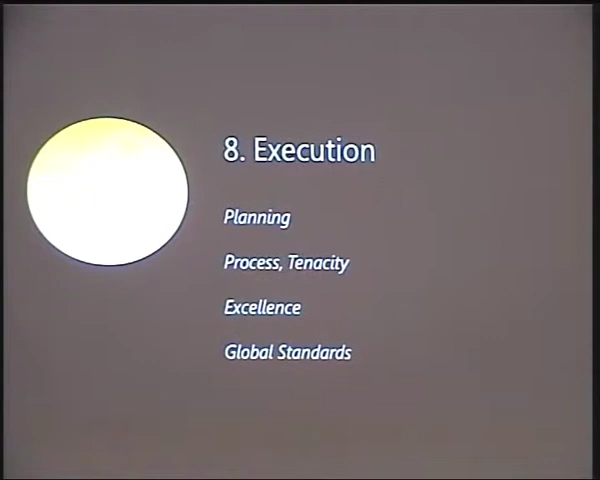 8. Execution
Planning
Process, Tenacity
Excellence
Global Standards